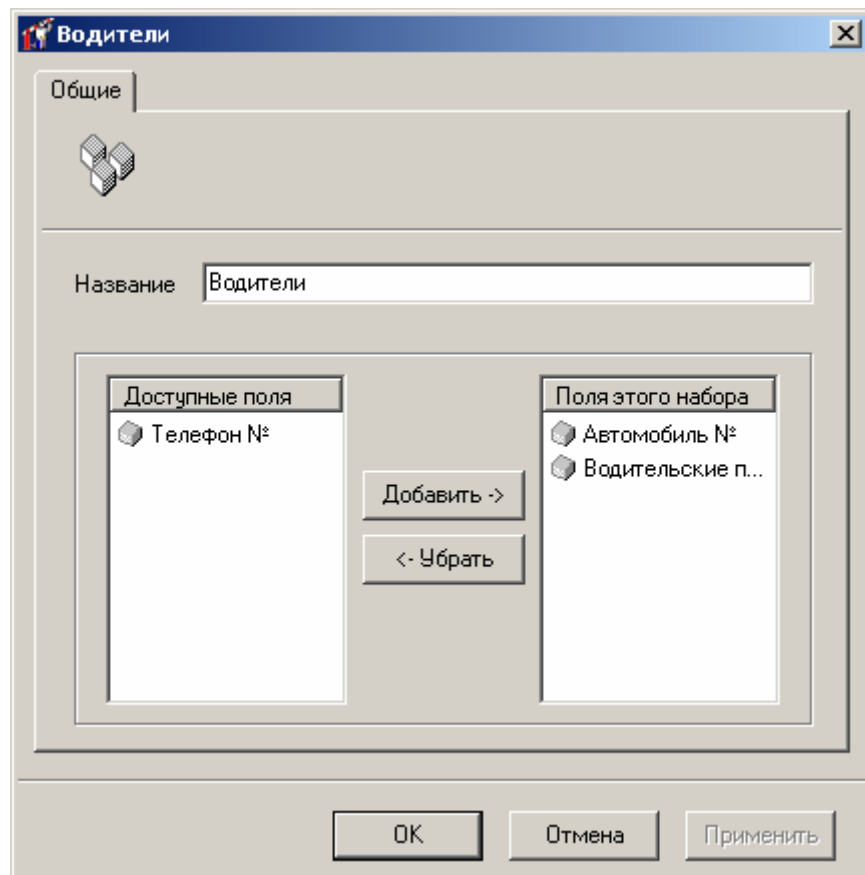 Водители
Общие
Название Водители
Доступные поля
Телефон №
Добавить ->
<- Убрать
Поля этого набора
Автомобиль №
Водительские п...
OK Отмена Применить